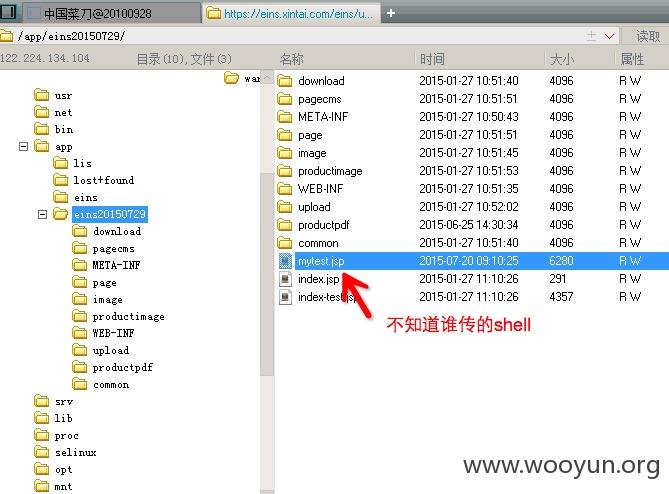 中国菜刀@20100928
https://eins.xintai.com/eins/u...
/app/eins20150729/
读取
122.224.134.104
目录(10),文件(3)
名称 时间 大小 属性
usr
net
bin
app
lis
lost+found
eins
eins20150729
download
pagecms
META-INF
page
image
productimage
WEB-INF
upload
productpdf
common
srv
lib
proc
selinux
opt
mnt
download 2015-01-27 10:51:40 4096 R W
pagecms 2015-01-27 10:51:51 4096 R W
META-INF 2015-01-27 10:50:43 4096 R W
page 2015-01-27 10:51:51 4096 R W
image 2015-01-27 10:51:45 4096 R W
productimage 2015-01-27 10:51:53 4096 R W
WEB-INF 2015-01-27 10:51:35 4096 R W
upload 2015-01-27 10:52:02 4096 R W
productpdf 2015-06-25 14:30:34 4096 R W
common 2015-01-27 10:51:40 4096 R W
mytest.jsp 2015-07-20 09:10:25 6280 R W
index.jsp 2015-01-27 11:10:26 291 R W
index-test.jsp 2015-01-27 11:10:26 4357 R W
不知道谁传的shell
www.wooyun.org